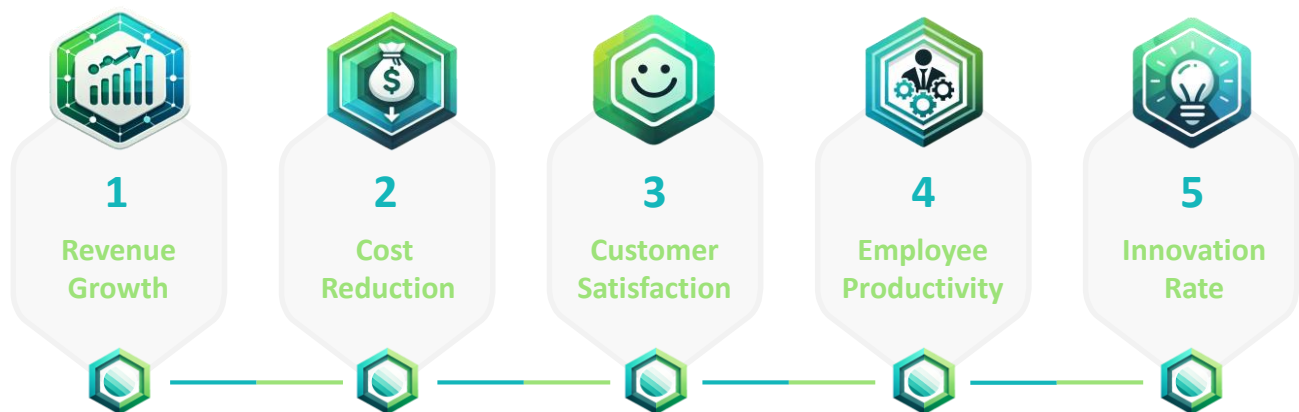 1
Revenue
Growth
2
Cost
Reduction
3
Customer
Satisfaction
4
Employee
Productivity
5
Innovation
Rate
$